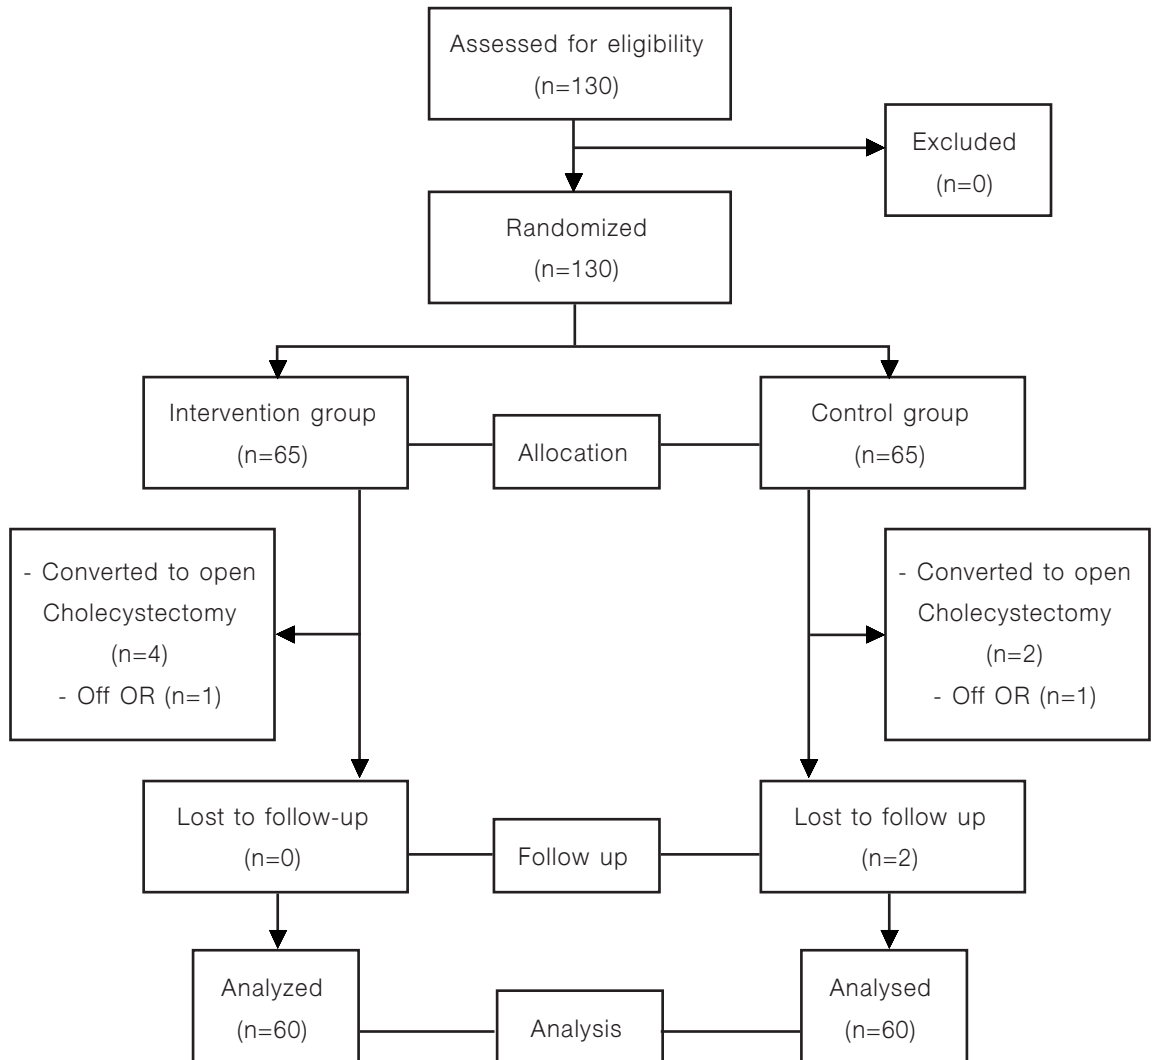 Assessed for eligibility
(n=130)
Excluded
(n=0)
Randomized
(n=130)
Intervention group
(n=65)
Allocation
Control group
(n=65)
- Converted to open
Cholecystectomy
(n=4)
- Off OR (n=1)
- Converted to open
Cholecystectomy
(n=2)
- Off OR (n=1)
Lost to follow-up
(n=0)
Follow up
Lost to follow up
(n=2)
Analyzed
(n=60)
Analysis
Analysed
(n=60)